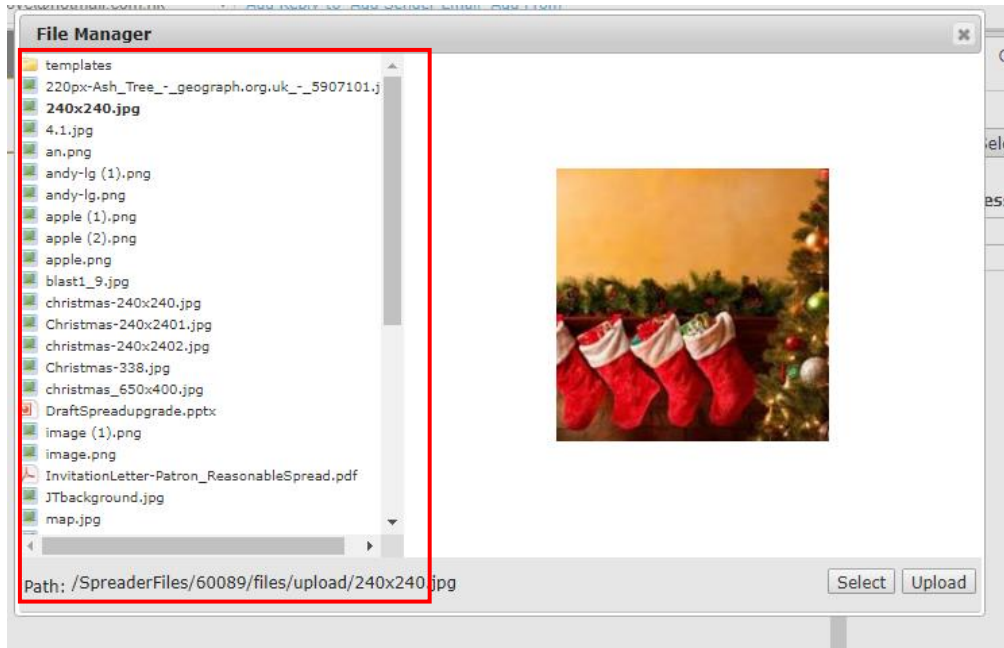 File Manager
templates
220px-Ash_Tree_-_geograph.org.uk_-_5907101.j
240x240.jpg
4.1.jpg
an.png
andy-lg (1).png
andy-lg.png
apple (1).png
apple (2).png
apple.png
blast1_9.jpg
christmas-240x240.jpg
Christmas-240x2401.jpg
christmas-240x2402.jpg
Christmas-338.jpg
christmas_650x400.jpg
DraftSpreadupgrade.pptx
image (1).png
image.png
InvitationLetter-Patron_ReasonableSpread.pdf
JTbackground.jpg
map.jpg
Path: /SpreaderFiles/60089/files/upload/240x240.jpg
Select Upload